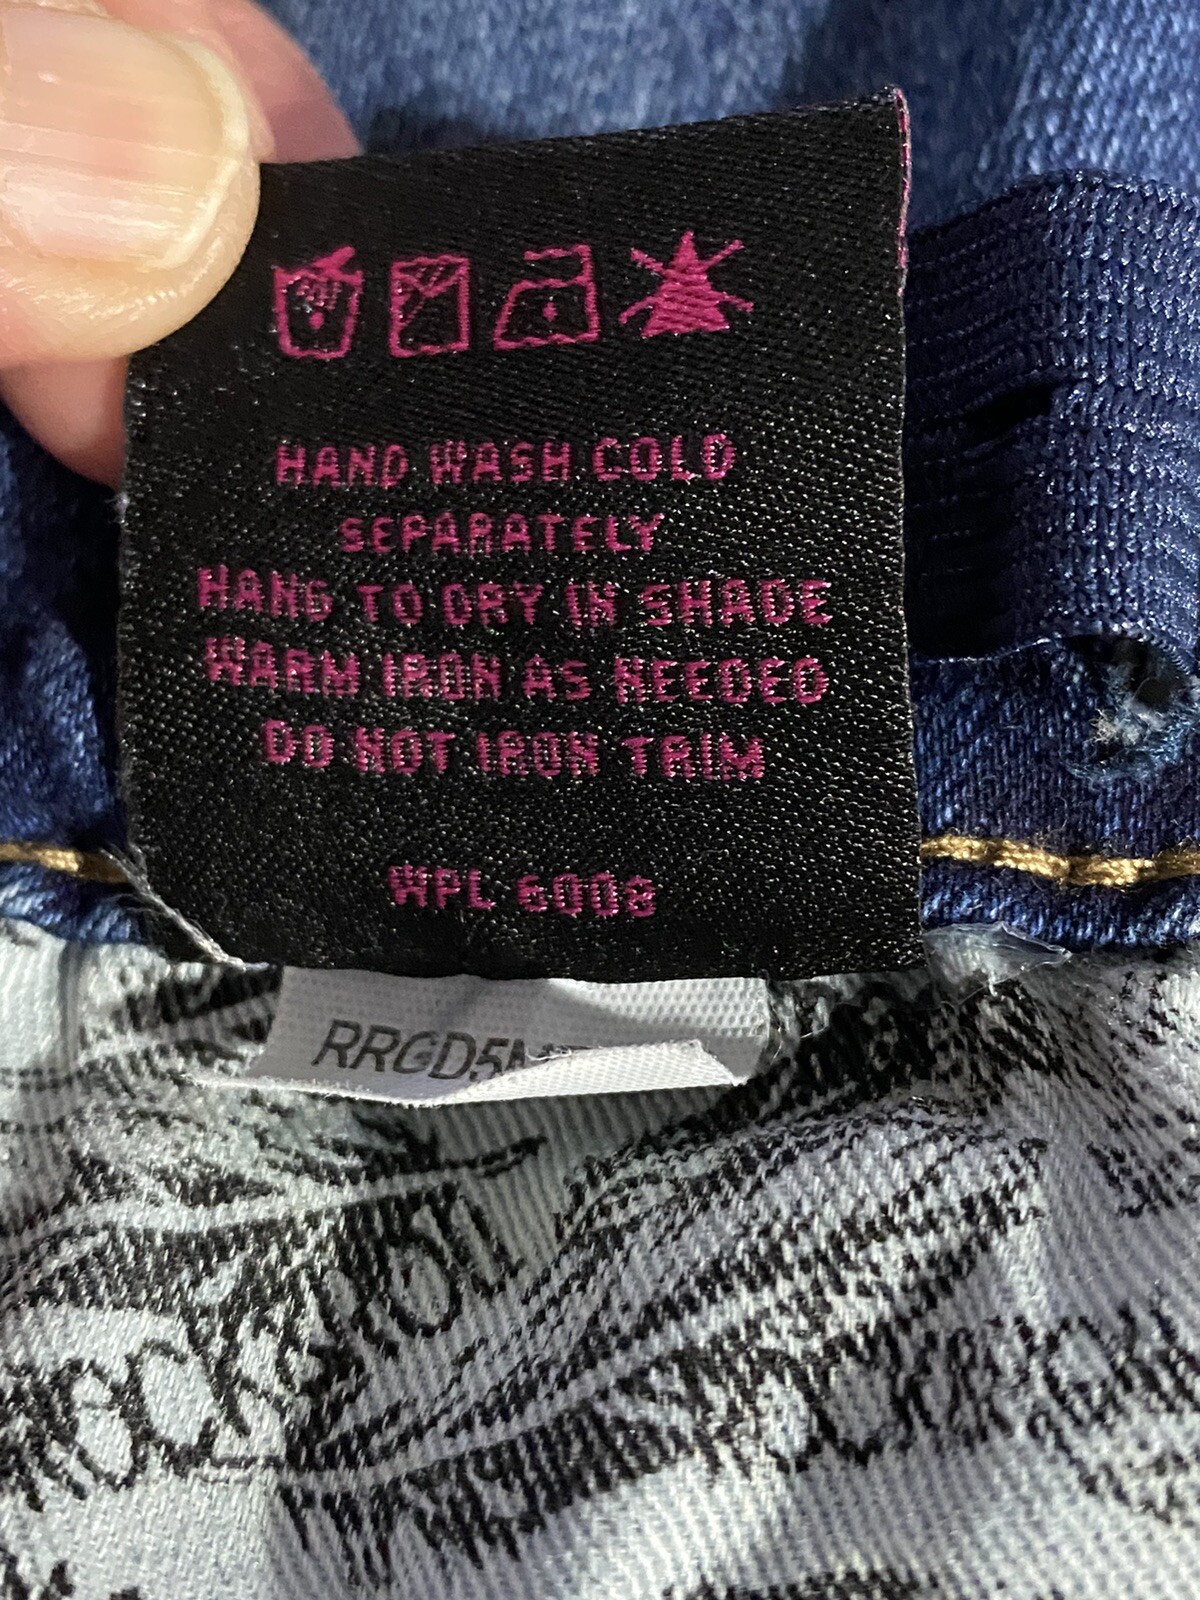 HAND WASH COLD
SEPARATELY
HANG TO DRY IN SHADE
WARM IRON AS NEEDED
DO NOT IRON TRIM
WPL 6008
RRGD5M